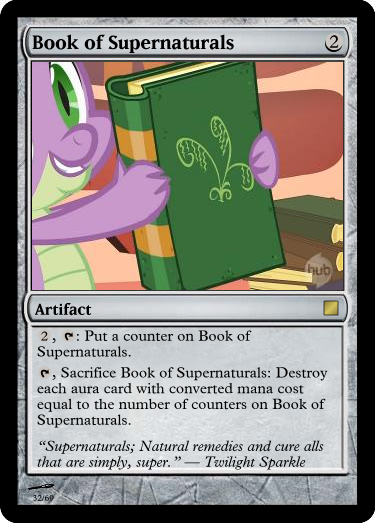 Book of Supernaturals 2
hub
Artifact
2 , : Put a counter on Book of
Supernaturals.
, Sacrifice Book of Supernaturals: Destroy
each aura card with converted mana cost
equal to the number of counters on Book of
Supernaturals.
“Supernaturals; Natural remedies and cure alls
that are simply, super.” — Twilight Sparkle
32/69